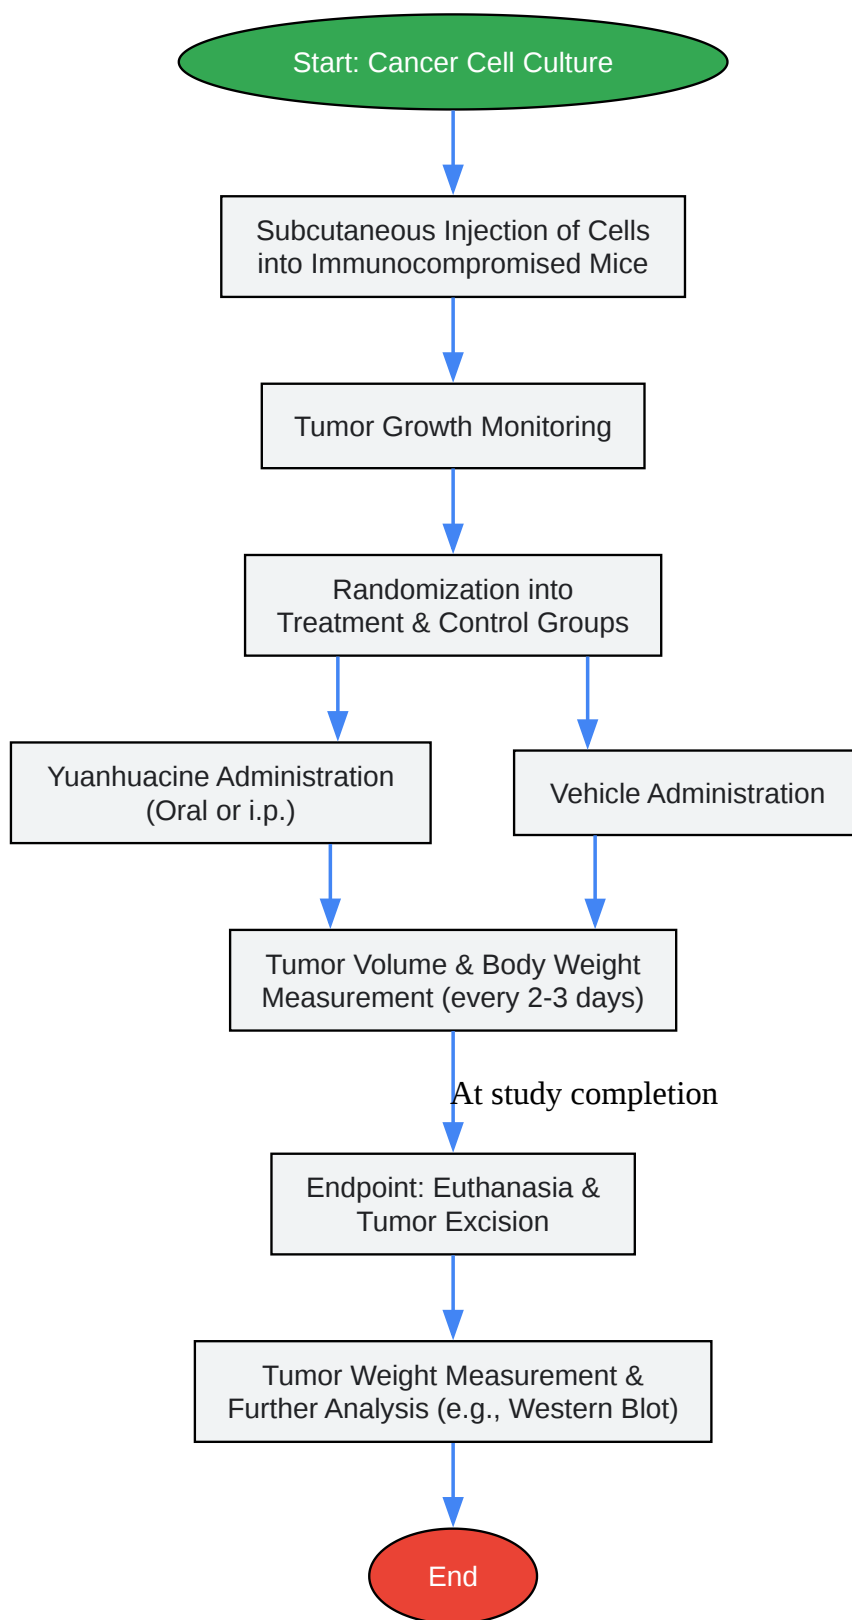 Start: Cancer Cell Culture
Subcutaneous Injection of Cells
into Immunocompromised Mice
Tumor Growth Monitoring
Randomization into
Treatment & Control Groups
Yuanhuacine Administration
(Oral or i.p.)
Vehicle Administration
Tumor Volume & Body Weight
Measurement (every 2-3 days)
At study completion
Endpoint: Euthanasia &
Tumor Excision
Tumor Weight Measurement &
Further Analysis (e.g., Western Blot)
End